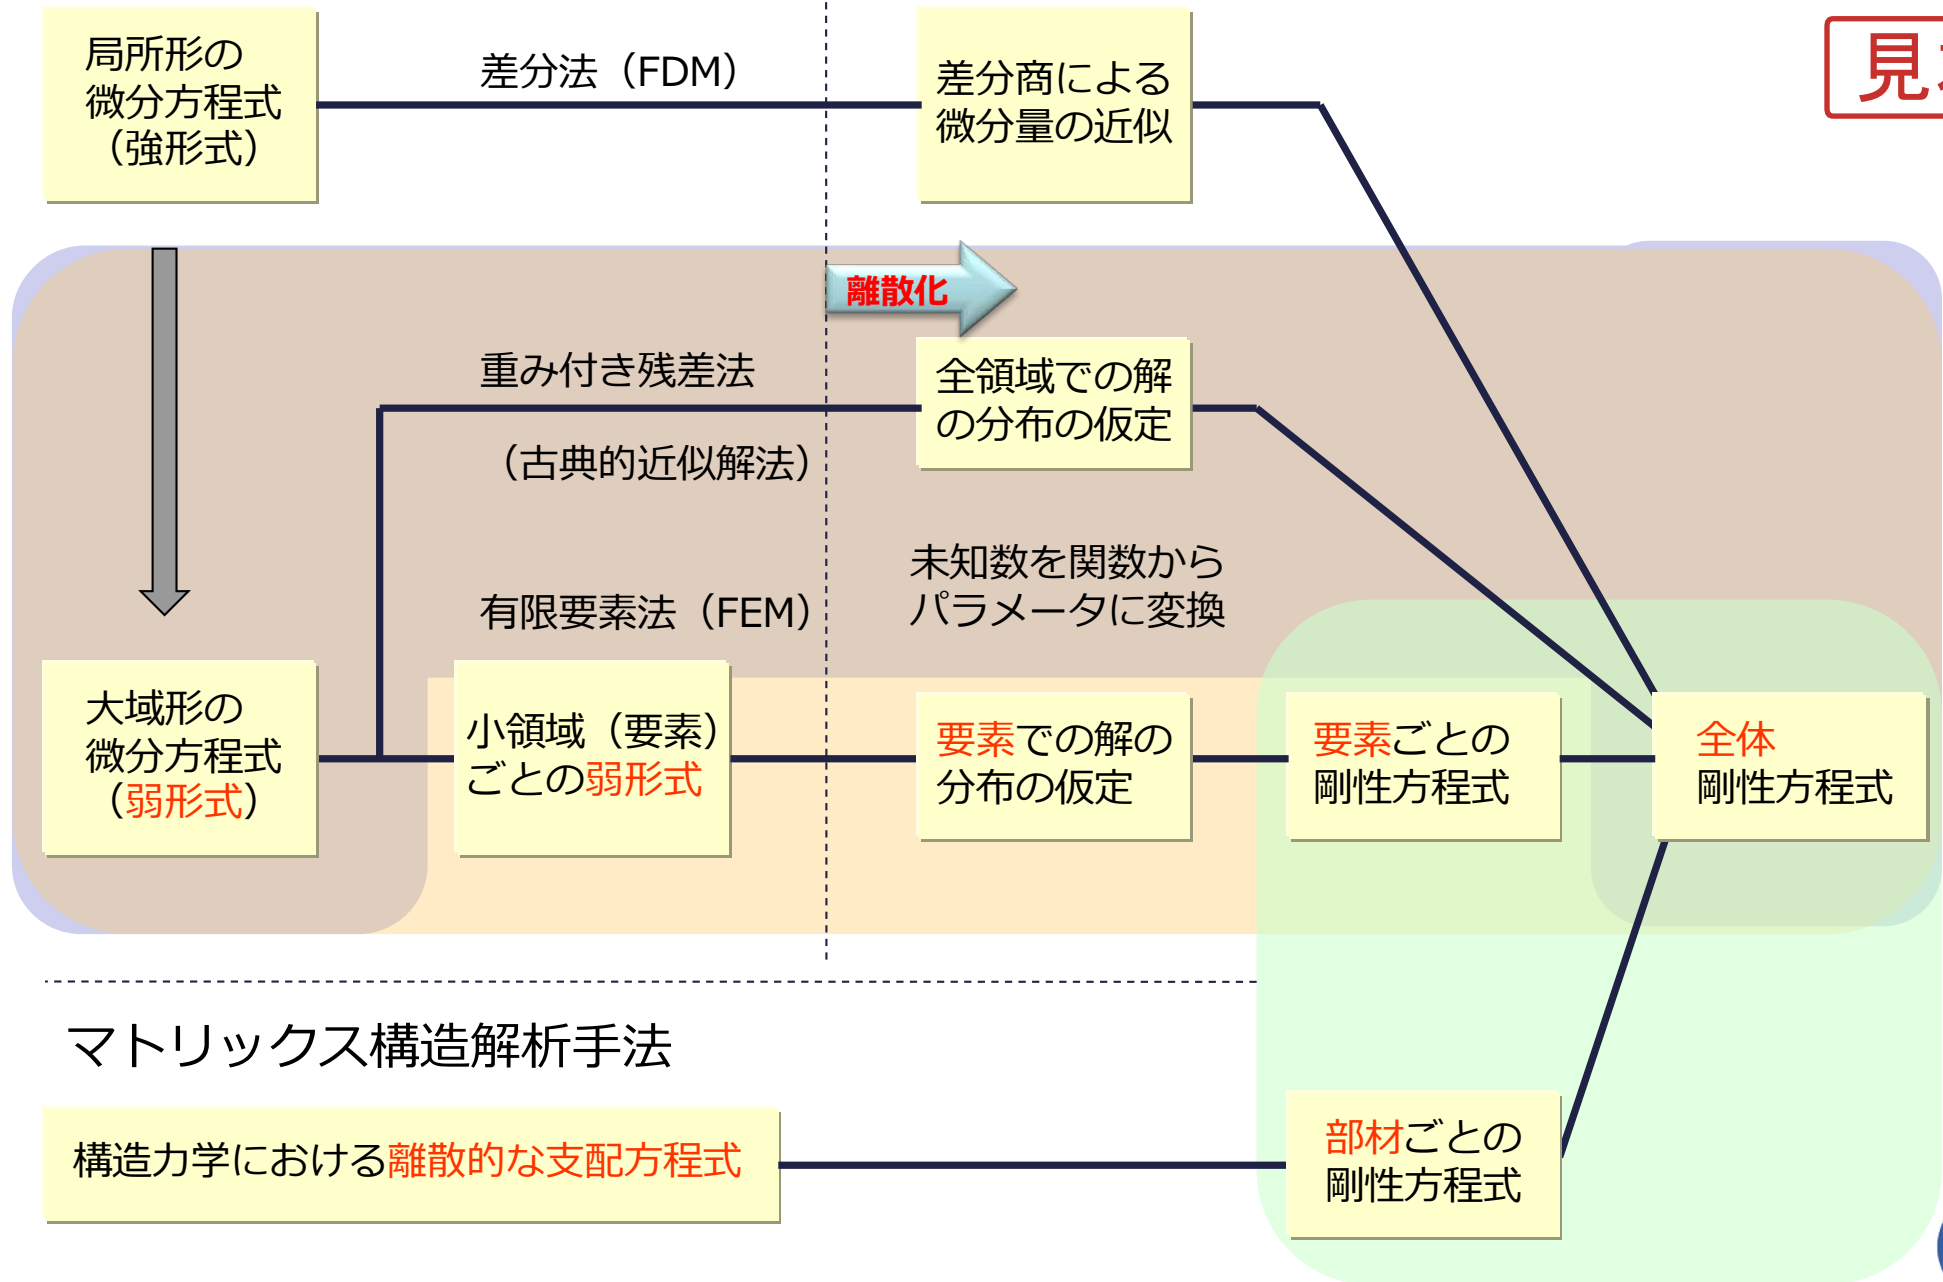 局所形の
微分方程式
（強形式）
差分法（FDM）
差分商による
微分量の近似
見
離散化
重み付き残差法
（古典的近似解法）
全領域での解
の分布の仮定
未知数を関数から
パラメータに変換
有限要素法（FEM）
大域形の
微分方程式
（弱形式）
小領域（要素）
ごとの弱形式
要素での解の
分布の仮定
要素ごとの
剛性方程式
全体
剛性方程式
マトリックス構造解析手法
構造力学における離散的な支配方程式
部材ごとの
剛性方程式